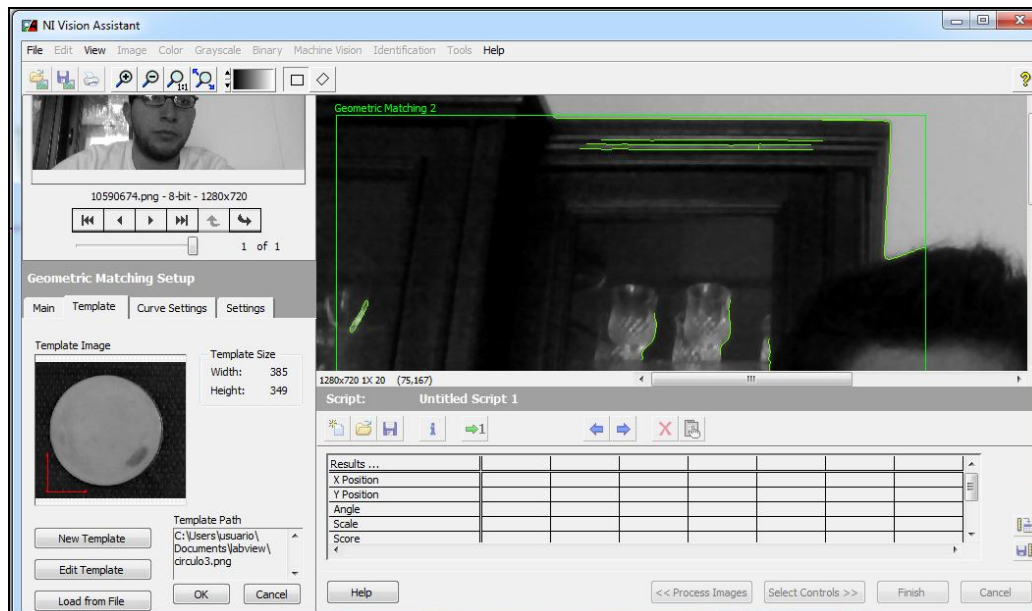 NI Vision Assistant
File Edit View Image Color Grayscale Binary Machine Vision Identification Tools Help
1:1
?
10590674.png - 8-bit - 1280x720
1 of 1
Geometric Matching Setup
Main Template Curve Settings Settings
Template Image
Template Size
Width: 385
Height: 349
New Template
Edit Template
Load from File
Template Path
C:\Users\usuario\
Documents\labview\
circulo3.png
OK Cancel
Geometric Matching 2
1280x720 1X 20 (75,167)
Script: Untitled Script 1
1
Results ...
X Position
Y Position
Angle
Scale
Score
Help << Process Images Select Controls >> Finish Cancel